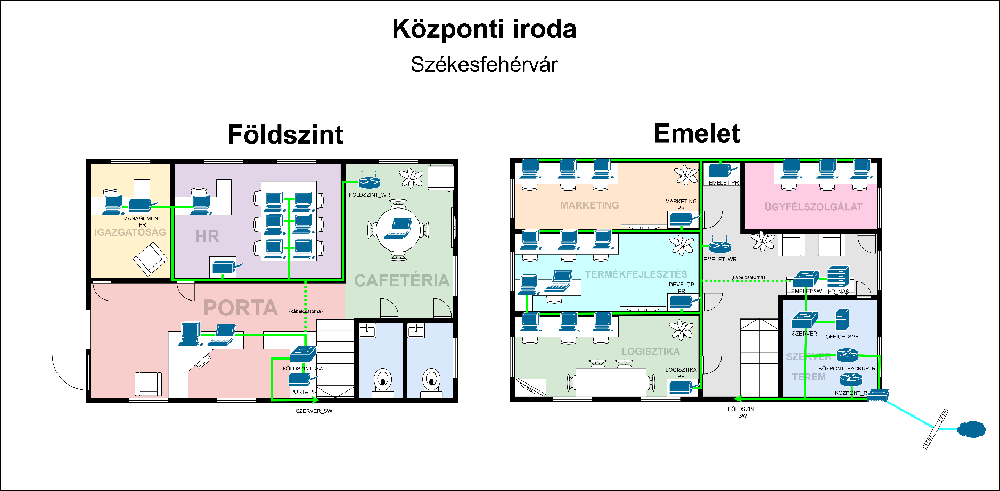 Központi iroda
Székesfehérvár
Földszint
Emelet
FÖLDSZINT_WR
MANAGEMENT
PR
IGAZGATÓSÁG
HR
CAFETÉRIA
PORTA
(kábelcsatorna)
FÖLDSZINT_SW
PORTA PR
SZERVER_SW
EMELET PR
MARKETING
MARKETING
PR
ÜGYFÉLSZOLGÁLAT
EMELET_WR
TERMÉKFEJLESZTÉS
DEVELOP
PR
(kábelcsatorna)
EMELET_SW
HR_NAS
SZERVER
OFFICE_SVR
LOGISZTIKA
LOGISZTIKA
PR
SZERVER
TEREM
KÖZPONT_BACKUP_R
KÖZPONT_R
FÖLDSZINT
SW